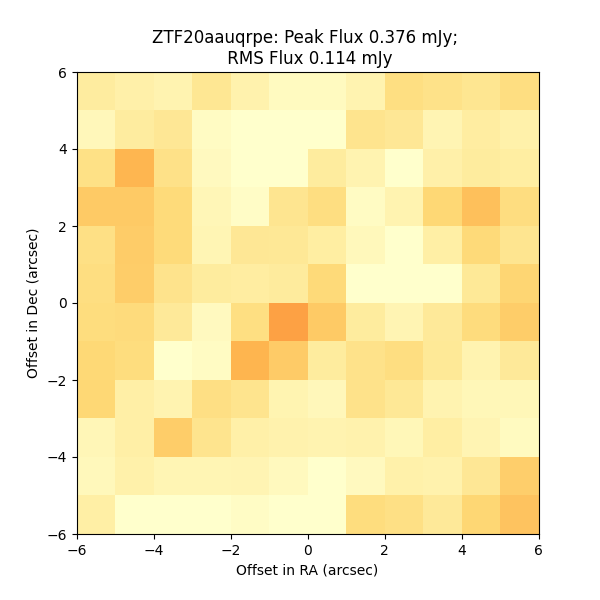 ZTF20aauqrpe: Peak Flux 0.376 mJy;
RMS Flux 0.114 mJy
6
4
2
0
−2
−4
−6
Offset in Dec (arcsec)
−6 −4 −2 0 2 4 6
Offset in RA (arcsec)